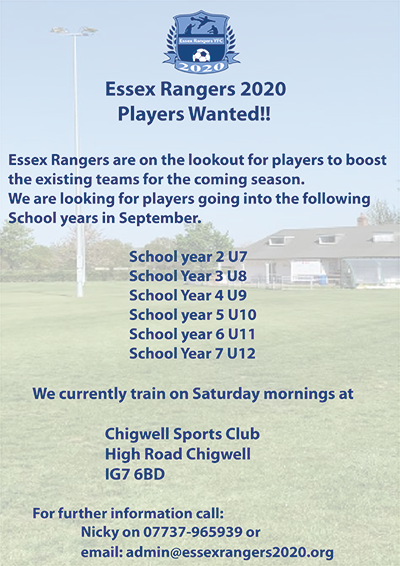 Essex Rangers YFC
2020
Essex Rangers 2020
Players Wanted!!
Essex Rangers are on the lookout for players to boost
the existing teams for the coming season.
We are looking for players going into the following
School years in September.
School year 2 U7
School Year 3 U8
School Year 4 U9
School year 5 U10
School year 6 U11
School Year 7 U12
We currently train on Saturday mornings at
Chigwell Sports Club
High Road Chigwell
IG7 6BD
For further information call:
Nicky on 07737-965939 or
email: admin@essexrangers2020.org